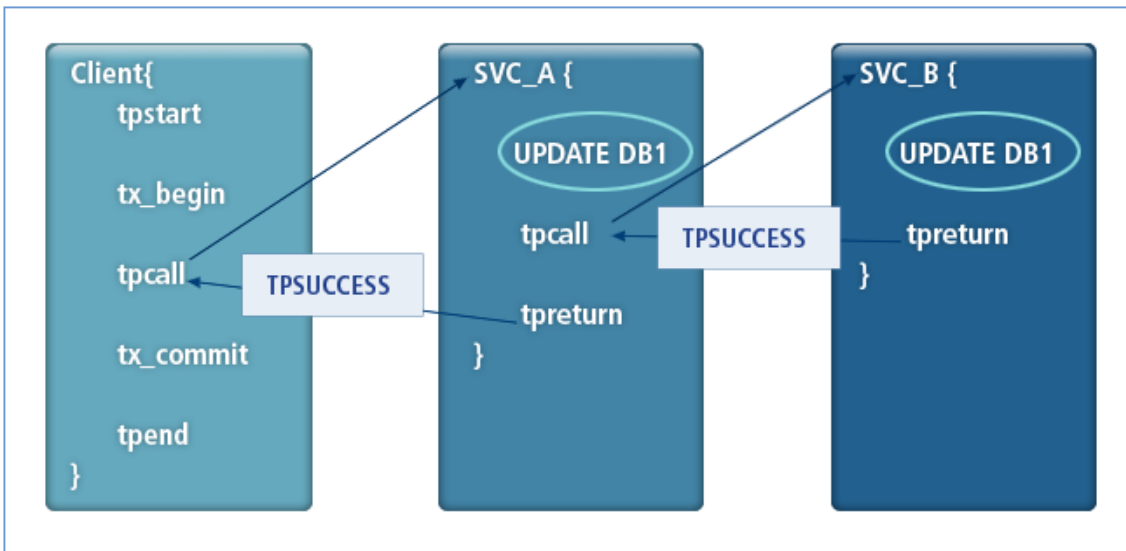 Client{
tpstart
tx_begin
tpcall
tx_commit
tpend
}
TPSUCCESS
SVC_A {
UPDATE DB1
tpcall
tpreturn
}
TPSUCCESS
SVC_B {
UPDATE DB1
tpreturn
}